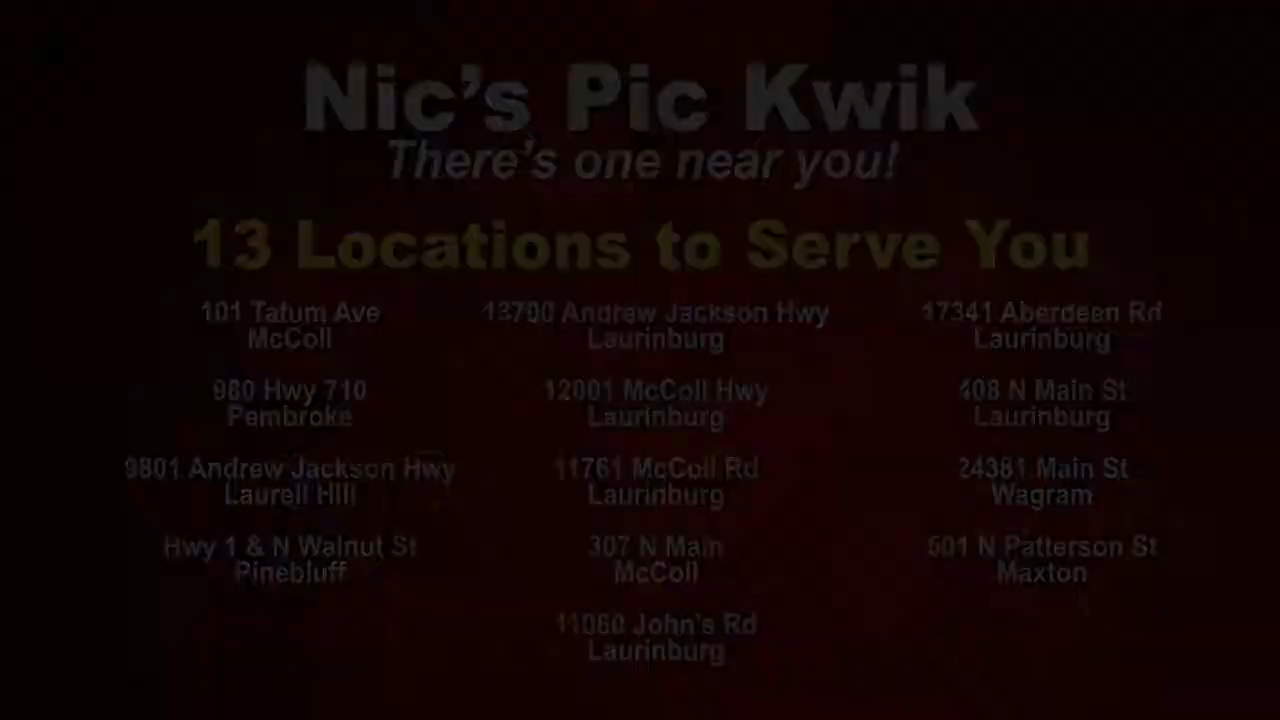 Nic's Pic Kwik
There's one near you!
13 Locations to Serve You
101 Tatum Ave
McColl
980 Hwy 710
Pembroke
9801 Andrew Jackson Hwy
Laurell Hill
Hwy 1 & N Walnut St
Pinebluff
13700 Andrew Jackson Hwy
Laurinburg
12001 McColl Hwy
Laurinburg
11761 McColl Rd
Laurinburg
307 N Main
McColl
11060 John's Rd
Laurinburg
17341 Aberdeen Rd
Laurinburg
408 N Main St
Laurinburg
24381 Main St
Wagram
501 N Patterson St
Maxton